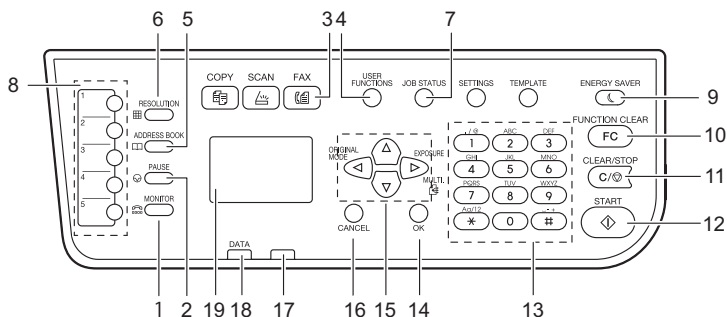 6 5 3 4 7
8
COPY SCAN FAX USER FUNCTIONS JOB STATUS SETTINGS TEMPLATE ENERGY SAVER
1 RESOLUTION
9
2 ADDRESS BOOK
FUNCTION CLEAR
FC 10
3 PAUSE
ORIGINAL MODE EXPOSURE
MULTI.
./@ ABC DEF
1 2 3
GHI JKL MNO
4 5 6
PQRS TUV WXYZ
7 8 9
Aa/12 - +
* 0 #
CLEAR/STOP
C/ 11
4
5 MONITOR
START
12
CANCEL OK
DATA
1 2 19 18 17 16 15 14 13